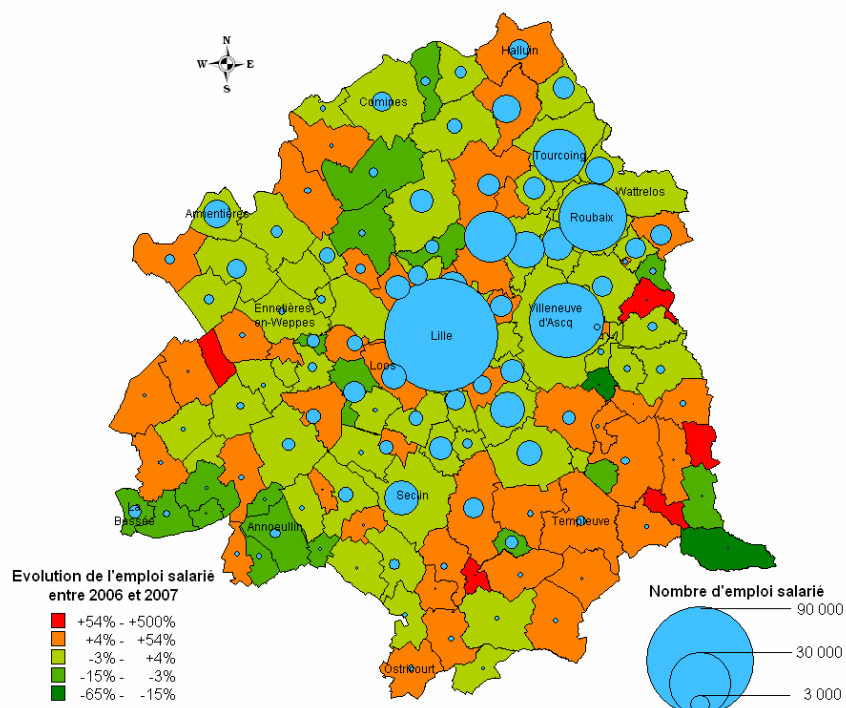 N
W E
S
Halluin
Comines
Tourcoing
Wattrelos
Armentières
Roubaix
Ennetières
en-Weppes
Villeneuve
d'Ascq
Lille
Loos
Seclin
La
Bassée
Annoeullin
Templeuve
Ostricourt
Evolution de l'emploi salarié
entre 2006 et 2007
+54% - +500%
+4% - +54%
-3% - +4%
-15% - -3%
-65% - -15%
Nombre d'emploi salarié
90 000
30 000
3 000